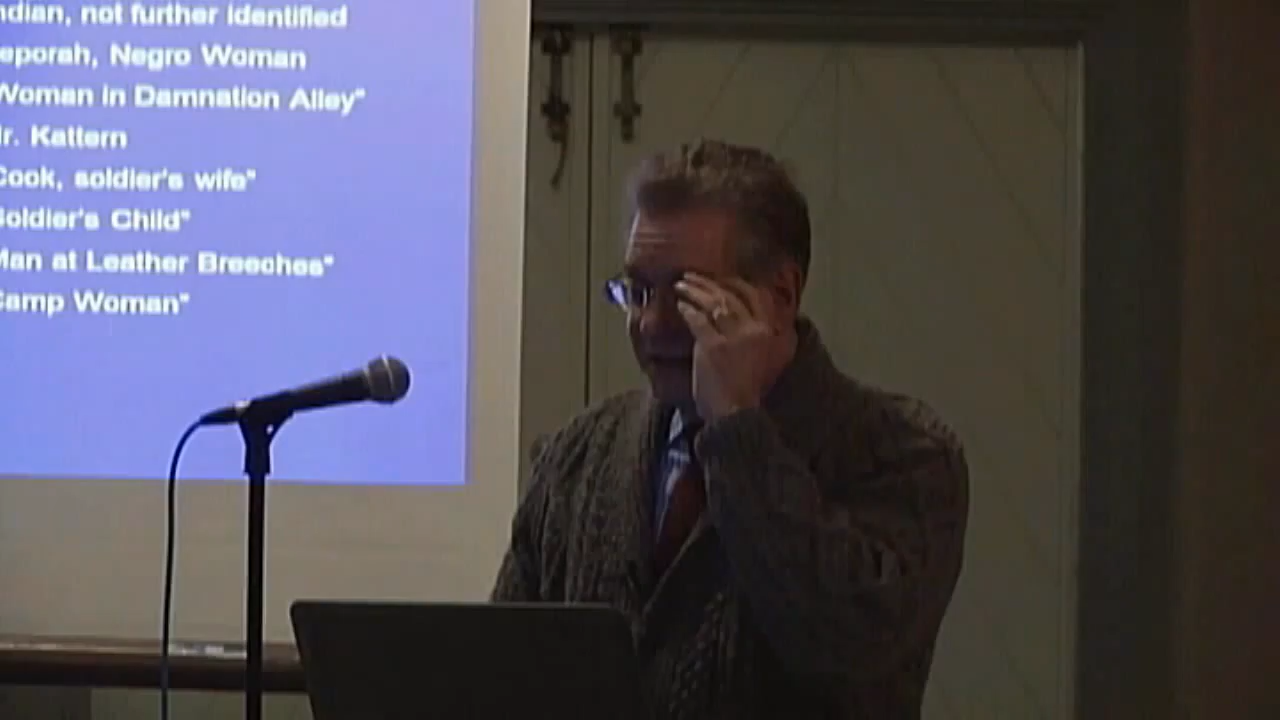 ndian, not further identified
eporah, Negro Woman
Woman in Damnation Alley"
r. Kattern
Cook, soldier's wife"
Soldier's Child"
Man at Leather Breeches"
Camp Woman"